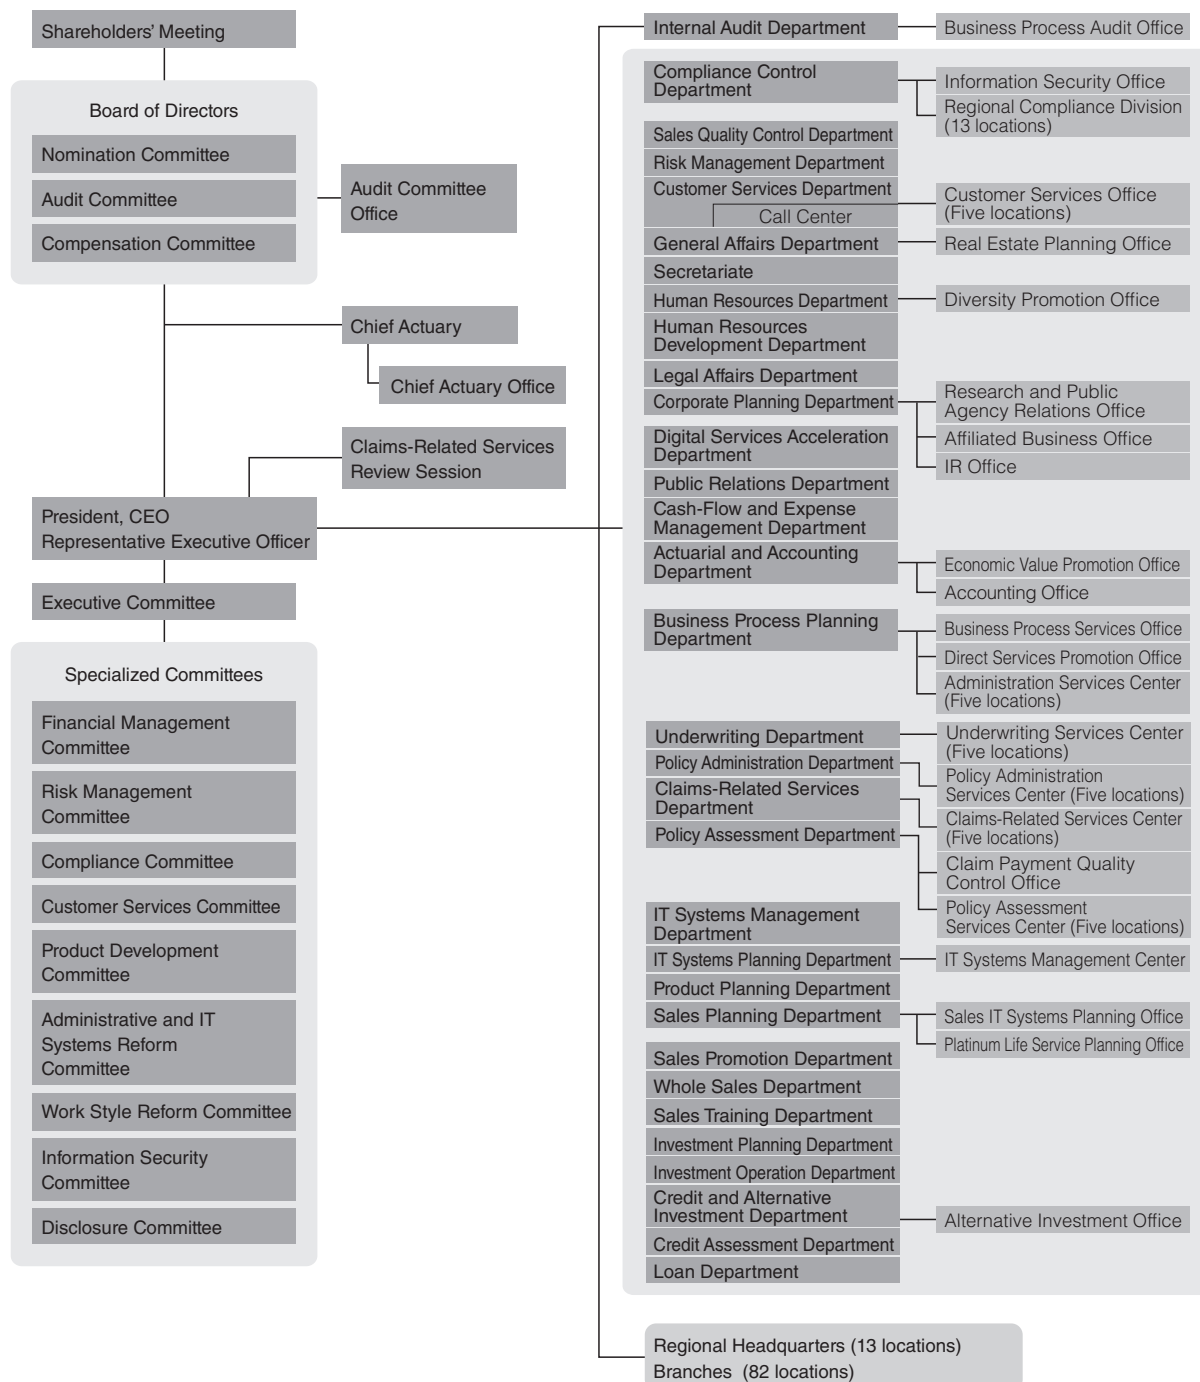 Shareholders' Meeting
Board of Directors
Nomination Committee
Audit Committee
Compensation Committee
Audit Committee
Office
Chief Actuary
Chief Actuary Office
Claims-Related Services
Review Session
President, CEO
Representative Executive Officer
Executive Committee
Specialized Committees
Financial Management
Committee
Risk Management
Committee
Compliance Committee
Customer Services Committee
Product Development
Committee
Administrative and IT
Systems Reform
Committee
Work Style Reform Committee
Information Security
Committee
Disclosure Committee
Internal Audit Department
Business Process Audit Office
Compliance Control
Department
Information Security Office
Regional Compliance Division
(13 locations)
Sales Quality Control Department
Risk Management Department
Customer Services Department
Call Center
Customer Services Office
(Five locations)
General Affairs Department
Real Estate Planning Office
Secretariate
Human Resources Department
Diversity Promotion Office
Human Resources
Development Department
Legal Affairs Department
Corporate Planning Department
Research and Public
Agency Relations Office
Affiliated Business Office
IR Office
Digital Services Acceleration
Department
Public Relations Department
Cash-Flow and Expense
Management Department
Actuarial and Accounting
Department
Economic Value Promotion Office
Accounting Office
Business Process Planning
Department
Business Process Services Office
Direct Services Promotion Office
Administration Services Center
(Five locations)
Underwriting Department
Underwriting Services Center
(Five locations)
Policy Administration Department
Policy Administration
Services Center (Five locations)
Claims-Related Services
Department
Claims-Related Services Center
(Five locations)
Policy Assessment Department
Claim Payment Quality
Control Office
Policy Assessment
Services Center (Five locations)
IT Systems Management
Department
IT Systems Planning Department
IT Systems Management Center
Product Planning Department
Sales Planning Department
Sales IT Systems Planning Office
Platinum Life Service Planning Office
Sales Promotion Department
Whole Sales Department
Sales Training Department
Investment Planning Department
Investment Operation Department
Credit and Alternative
Investment Department
Alternative Investment Office
Credit Assessment Department
Loan Department
Regional Headquarters (13 locations)
Branches (82 locations)